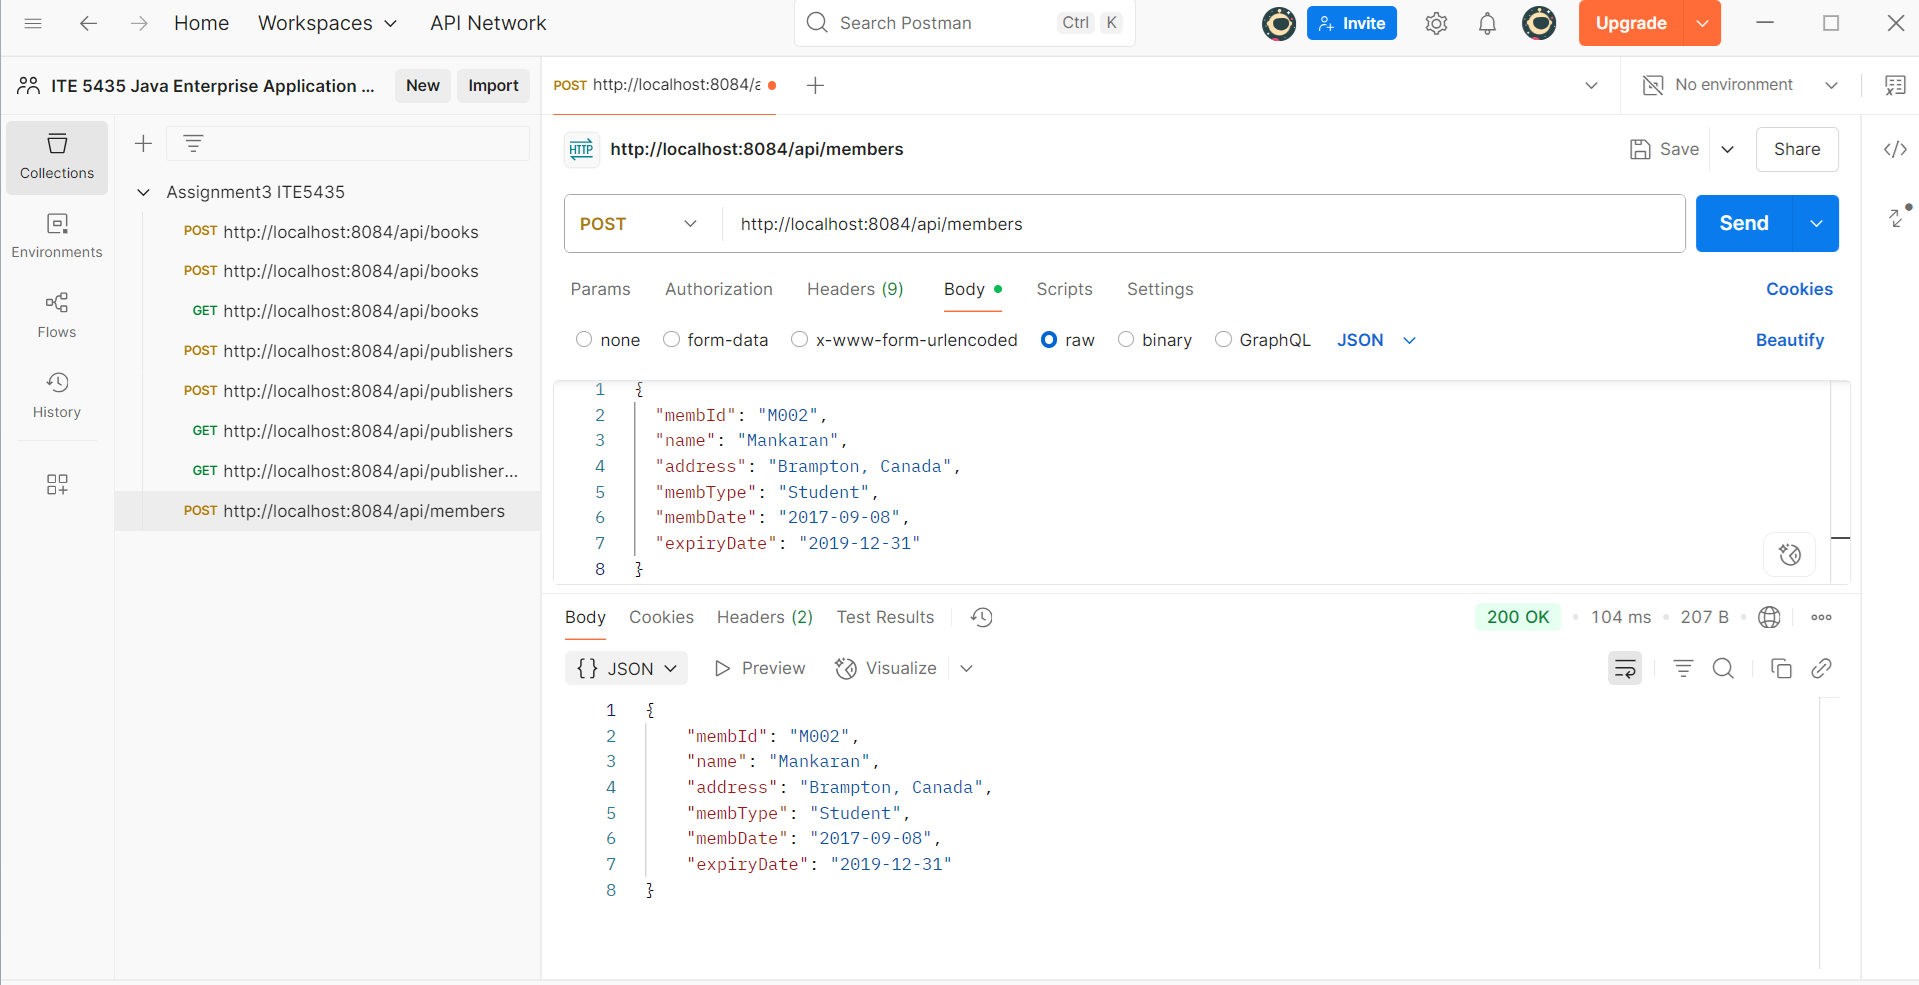 Home Workspaces API Network Search Postman Ctrl K Invite Upgrade
ITE 5435 Java Enterprise Application ... New Import POST http://localhost:8084/a No environment
Collections
Environments
Flows
History
Assignment3 ITE5435
POST http://localhost:8084/api/books
POST http://localhost:8084/api/books
GET http://localhost:8084/api/books
POST http://localhost:8084/api/publishers
POST http://localhost:8084/api/publishers
GET http://localhost:8084/api/publishers
GET http://localhost:8084/api/publisher...
POST http://localhost:8084/api/members
HTTP http://localhost:8084/api/members Save Share
POST http://localhost:8084/api/members Send
Params Authorization Headers (9) Body Scripts Settings Cookies
none form-data x-www-form-urlencoded raw binary GraphQL JSON Beautify
1 {
2 "membId": "M002",
3 "name": "Mankaran",
4 "address": "Brampton, Canada",
5 "membType": "Student",
6 "membDate": "2017-09-08",
7 "expiryDate": "2019-12-31"
8 }
Body Cookies Headers (2) Test Results 200 OK • 104 ms • 207 B •
{} JSON Preview Visualize
1 {
2 "membId": "M002",
3 "name": "Mankaran",
4 "address": "Brampton, Canada",
5 "membType": "Student",
6 "membDate": "2017-09-08",
7 "expiryDate": "2019-12-31"
8 }